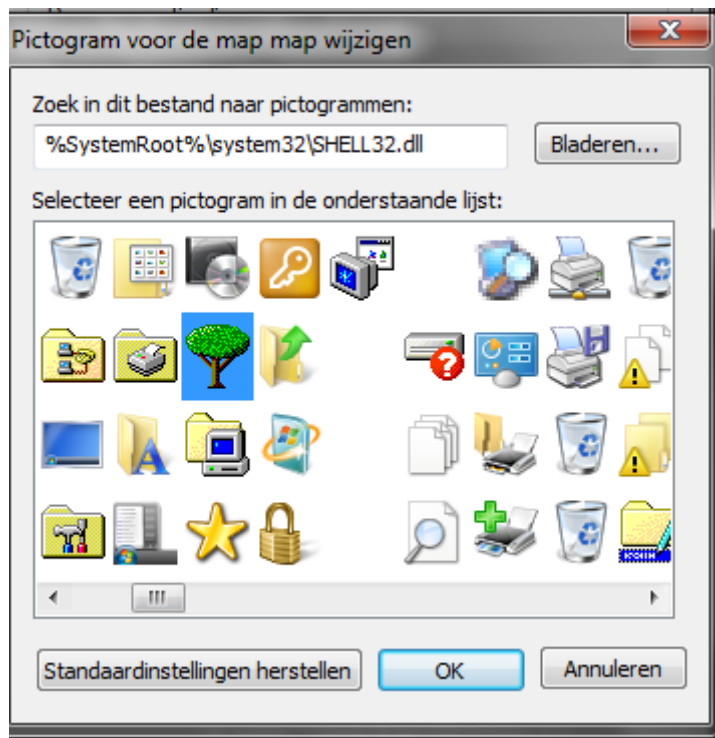 Pictogram voor de map map wijzigen
Zoek in dit bestand naar pictogrammen:
%SystemRoot%\system32\SHELL32.dll
Bladeren...
Selecteer een pictogram in de onderstaande lijst:
Standaardinstellingen herstellen
OK
Annuleren